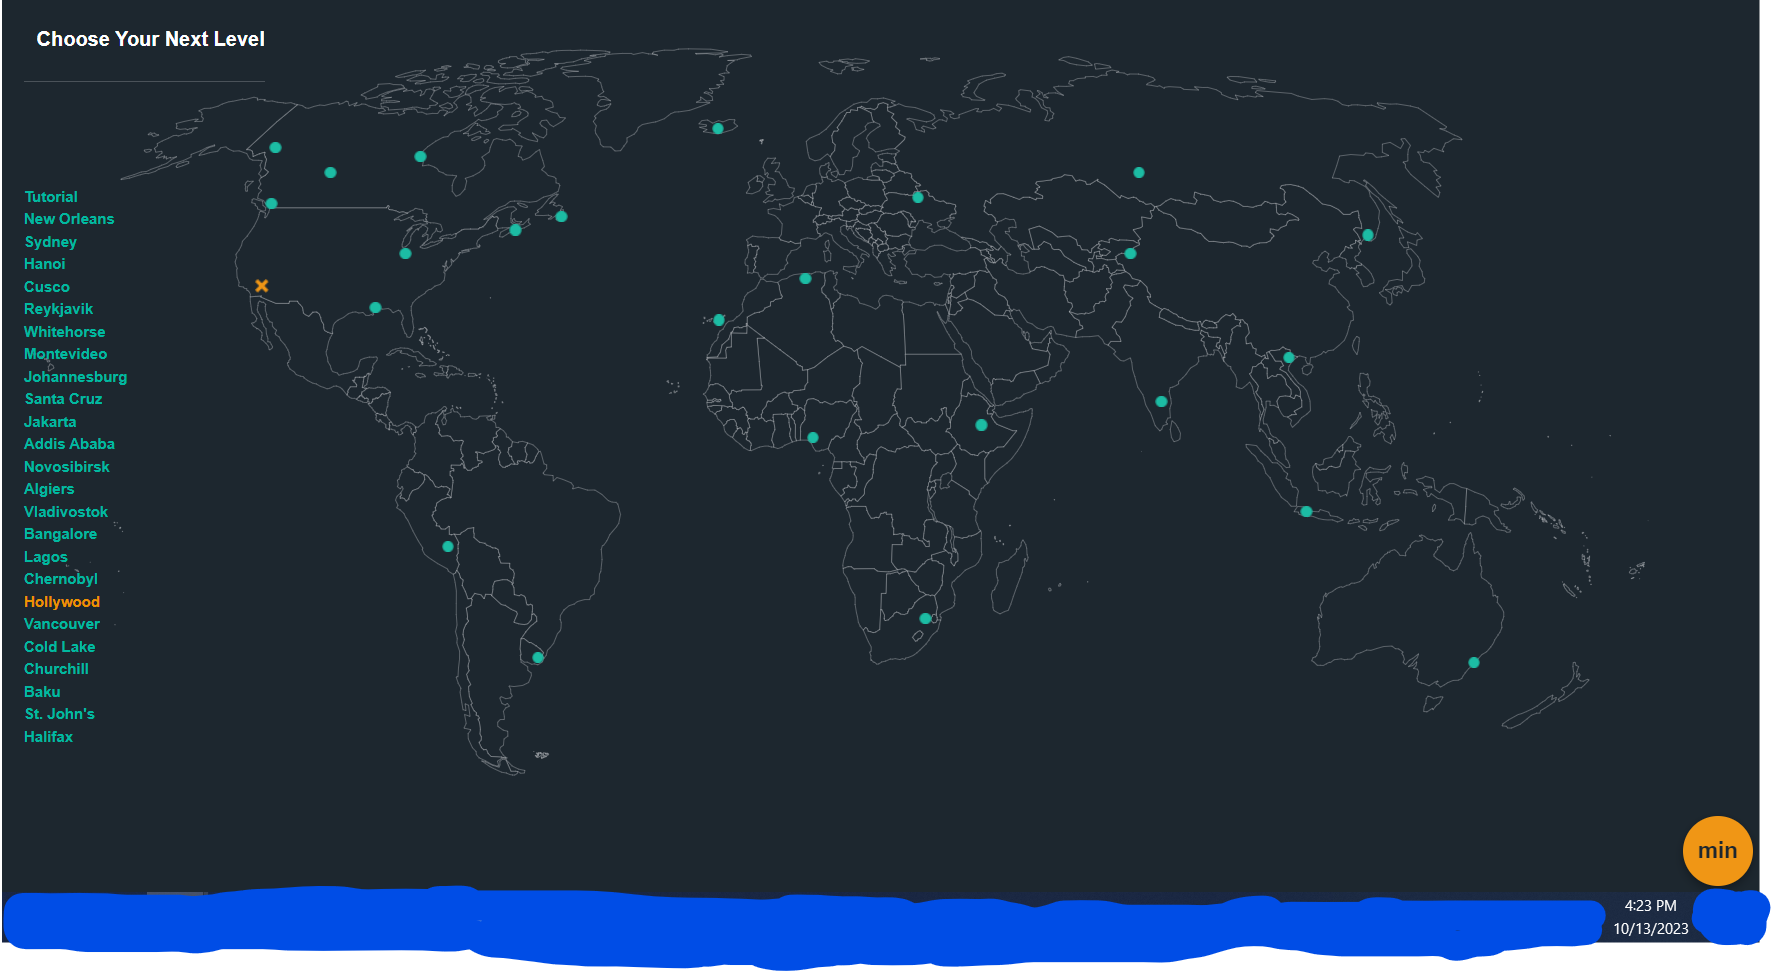 Choose Your Next Level
Tutorial
New Orleans
Sydney
Hanoi
Cusco
Reykjavik
Whitehorse
Montevideo
Johannesburg
Santa Cruz
Jakarta
Addis Ababa
Novosibirsk
Algiers
Vladivostok
Bangalore
Lagos
Chernobyl
Hollywood
Vancouver
Cold Lake
Churchill
Baku
St. John's
Halifax
min
4:23 PM
10/13/2023